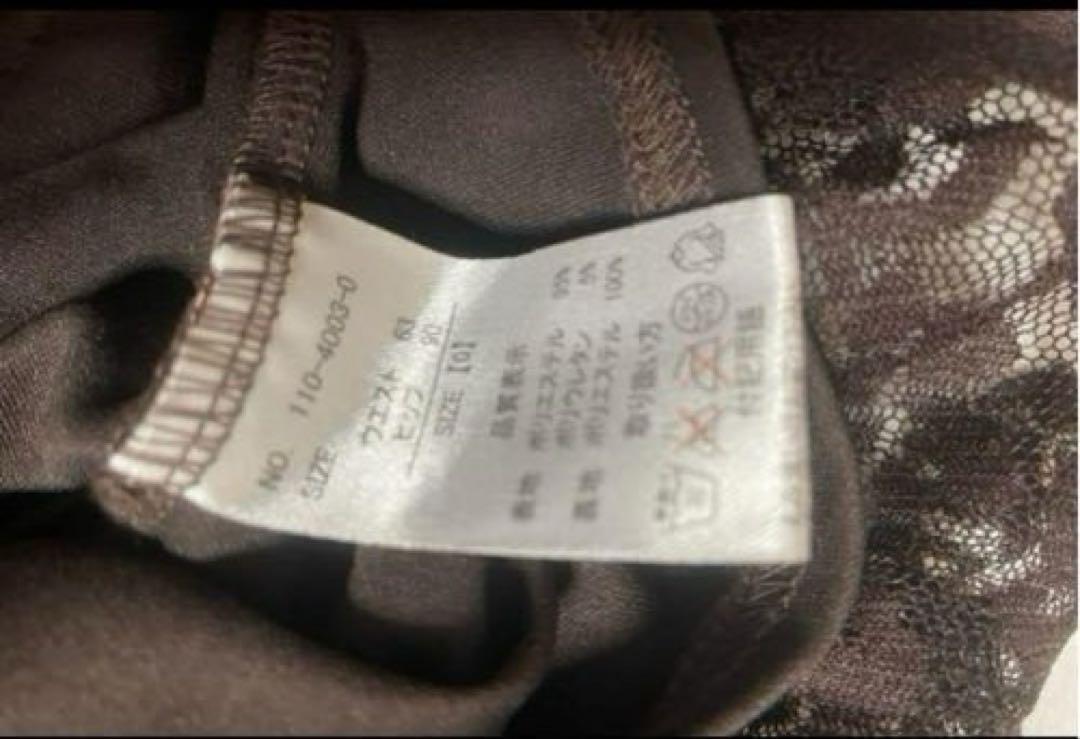 NO 110-4003-0
SIZE
ウエスト 63
ヒップ 90
SIZE [0]
品質表示
表地 ポリエステル 95%
ポリウレタン 5%
裏地 ポリエステル 100%
取り扱い方
付記用語